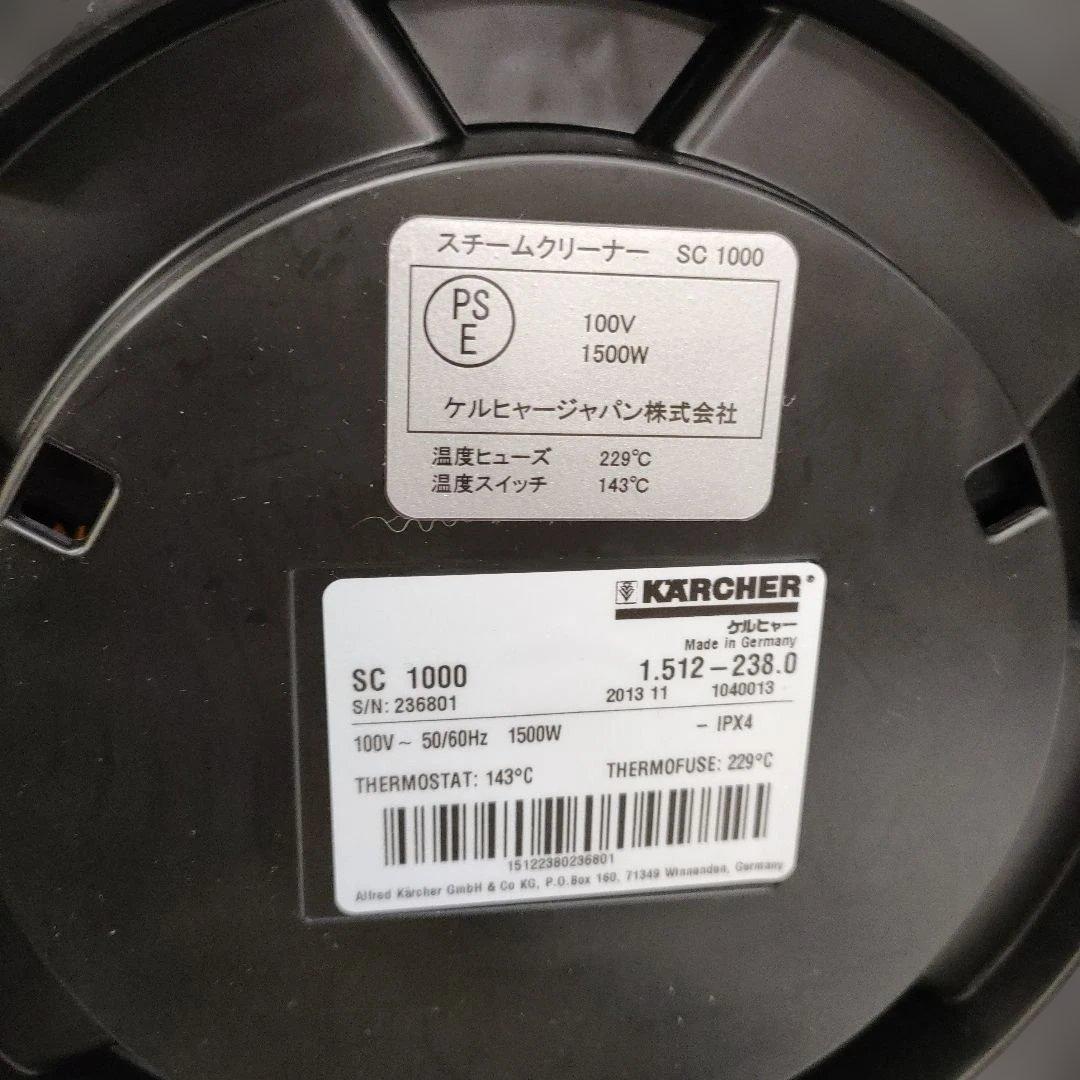 スチームクリーナー SC 1000
PS
E
100V
1500W
ケルヒャージャパン株式会社
温度ヒューズ 229℃
温度スイッチ 143℃
KÄRCHER®
ケルヒャー
Made in Germany
SC 1000 1.512-238.0
S/N: 236801 2013 11 1040013
100V~ 50/60Hz 1500W - IPX4
THERMOSTAT: 143°C THERMOFUSE: 229°C
15122380236801
Alfred Kärcher GmbH & Co KG, P.O.Box 160, 71349 Winnenden, Germany